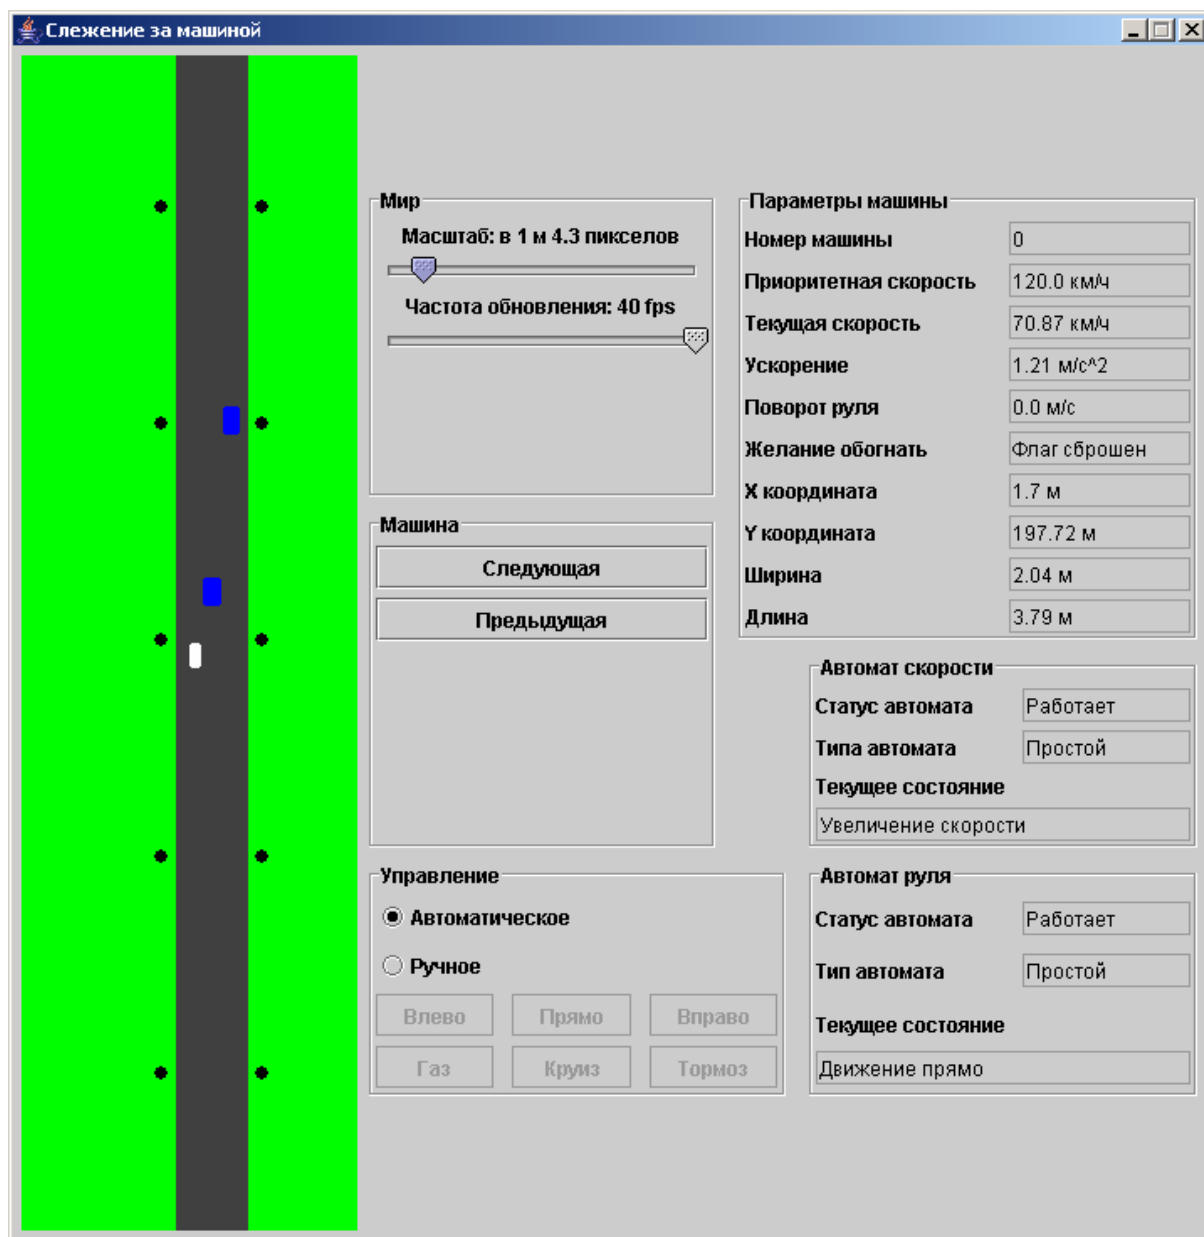 Слежение за машиной
Мир
Масштаб: в 1 м 4.3 пикселов
Частота обновления: 40 fps
Машина
Следующая
Предыдущая
Управление
Автоматическое
Ручное
Влево Прямо Вправо
Газ Круиз Тормоз
Параметры машины
Номер машины 0
Приоритетная скорость 120.0 км/ч
Текущая скорость 70.87 км/ч
Ускорение 1.21 м/с^2
Поворот руля 0.0 м/с
Желание обогнать Флаг сброшен
X координата 1.7 м
Y координата 197.72 м
Ширина 2.04 м
Длина 3.79 м
Автомат скорости
Статус автомата Работает
Типа автомата Простой
Текущее состояние
Увеличение скорости
Автомат руля
Статус автомата Работает
Тип автомата Простой
Текущее состояние
Движение прямо